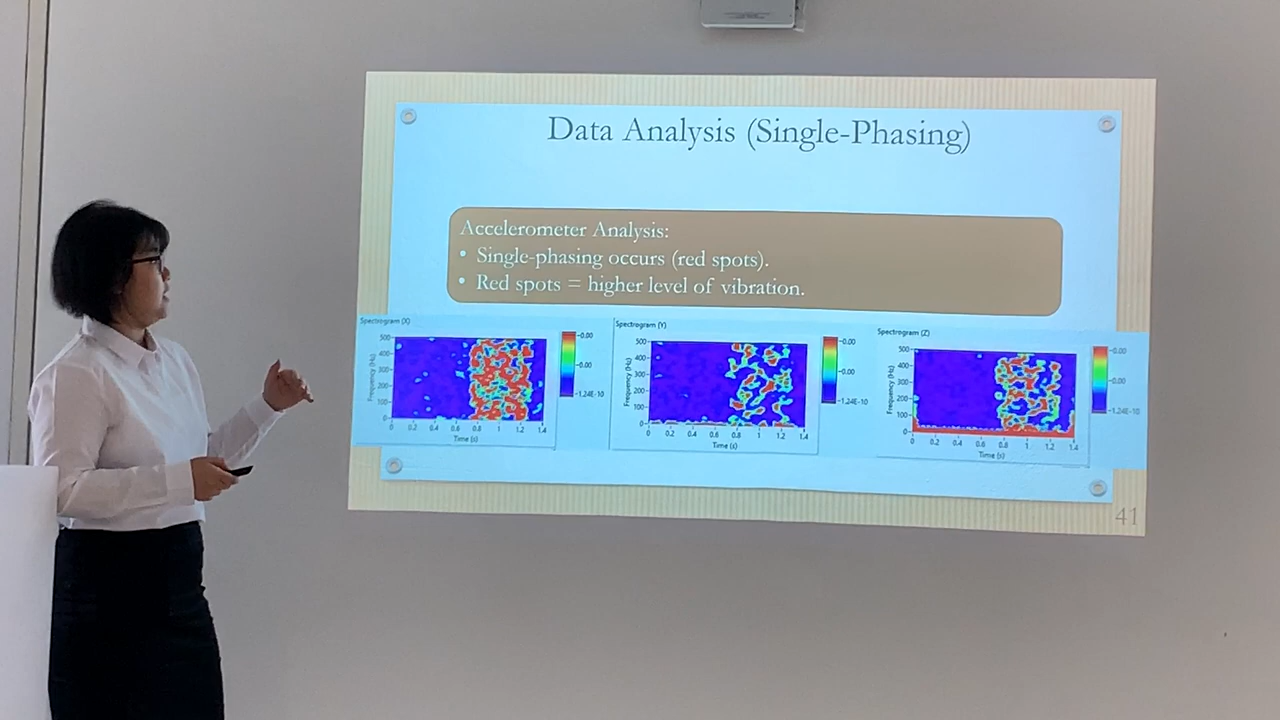 Data Analysis (Single-Phasing)
Accelerometer Analysis:
• Single-phasing occurs (red spots).
• Red spots = higher level of vibration.
Spectrogram (X)
Frequency (Hz)
500
400
300
200
100
0
0 0.2 0.4 0.6 0.8 1 1.2 1.4
Time (s)
-0.00
-0.00
-1.24E-10
Spectrogram (Y)
Frequency (Hz)
500
400
300
200
100
0
0 0.2 0.4 0.6 0.8 1 1.2 1.4
Time (s)
-0.00
-0.00
-1.24E-10
Spectrogram (Z)
Frequency (Hz)
500
400
300
200
100
0
0 0.2 0.4 0.6 0.8 1 1.2 1.4
Time (s)
-0.00
-0.00
-1.24E-10
41